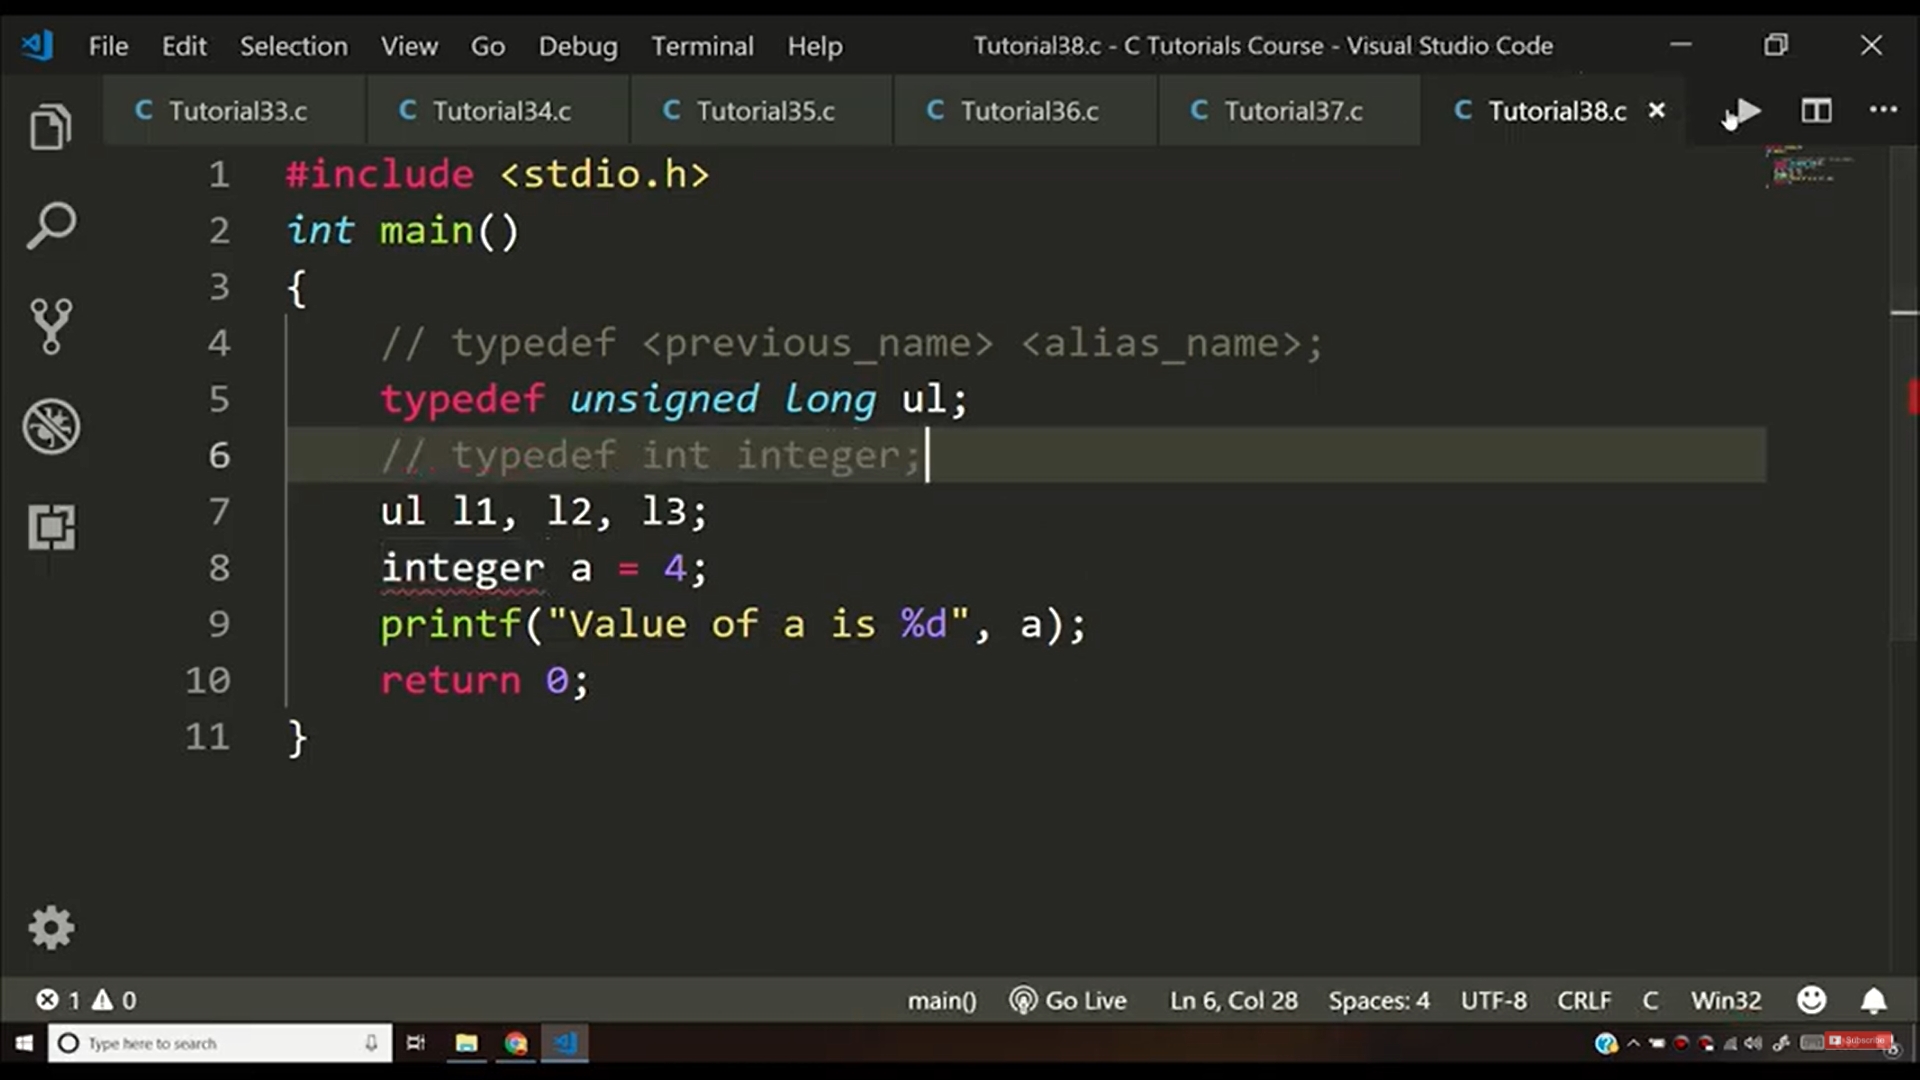 File Edit Selection View Go Debug Terminal Help Tutorial38.c - C Tutorials Course - Visual Studio Code
C Tutorial33.c C Tutorial34.c C Tutorial35.c C Tutorial36.c C Tutorial37.c C Tutorial38.c
1 #include <stdio.h>
2 int main()
3 {
4 // typedef <previous_name> <alias_name>;
5 typedef unsigned long ul;
6 // typedef int integer;
7 ul l1, l2, l3;
8 integer a = 4;
9 printf("Value of a is %d", a);
10 return 0;
11 }
1 0 main() Go Live Ln 6, Col 28 Spaces: 4 UTF-8 CRLF C Win32
Type here to search Subscribe